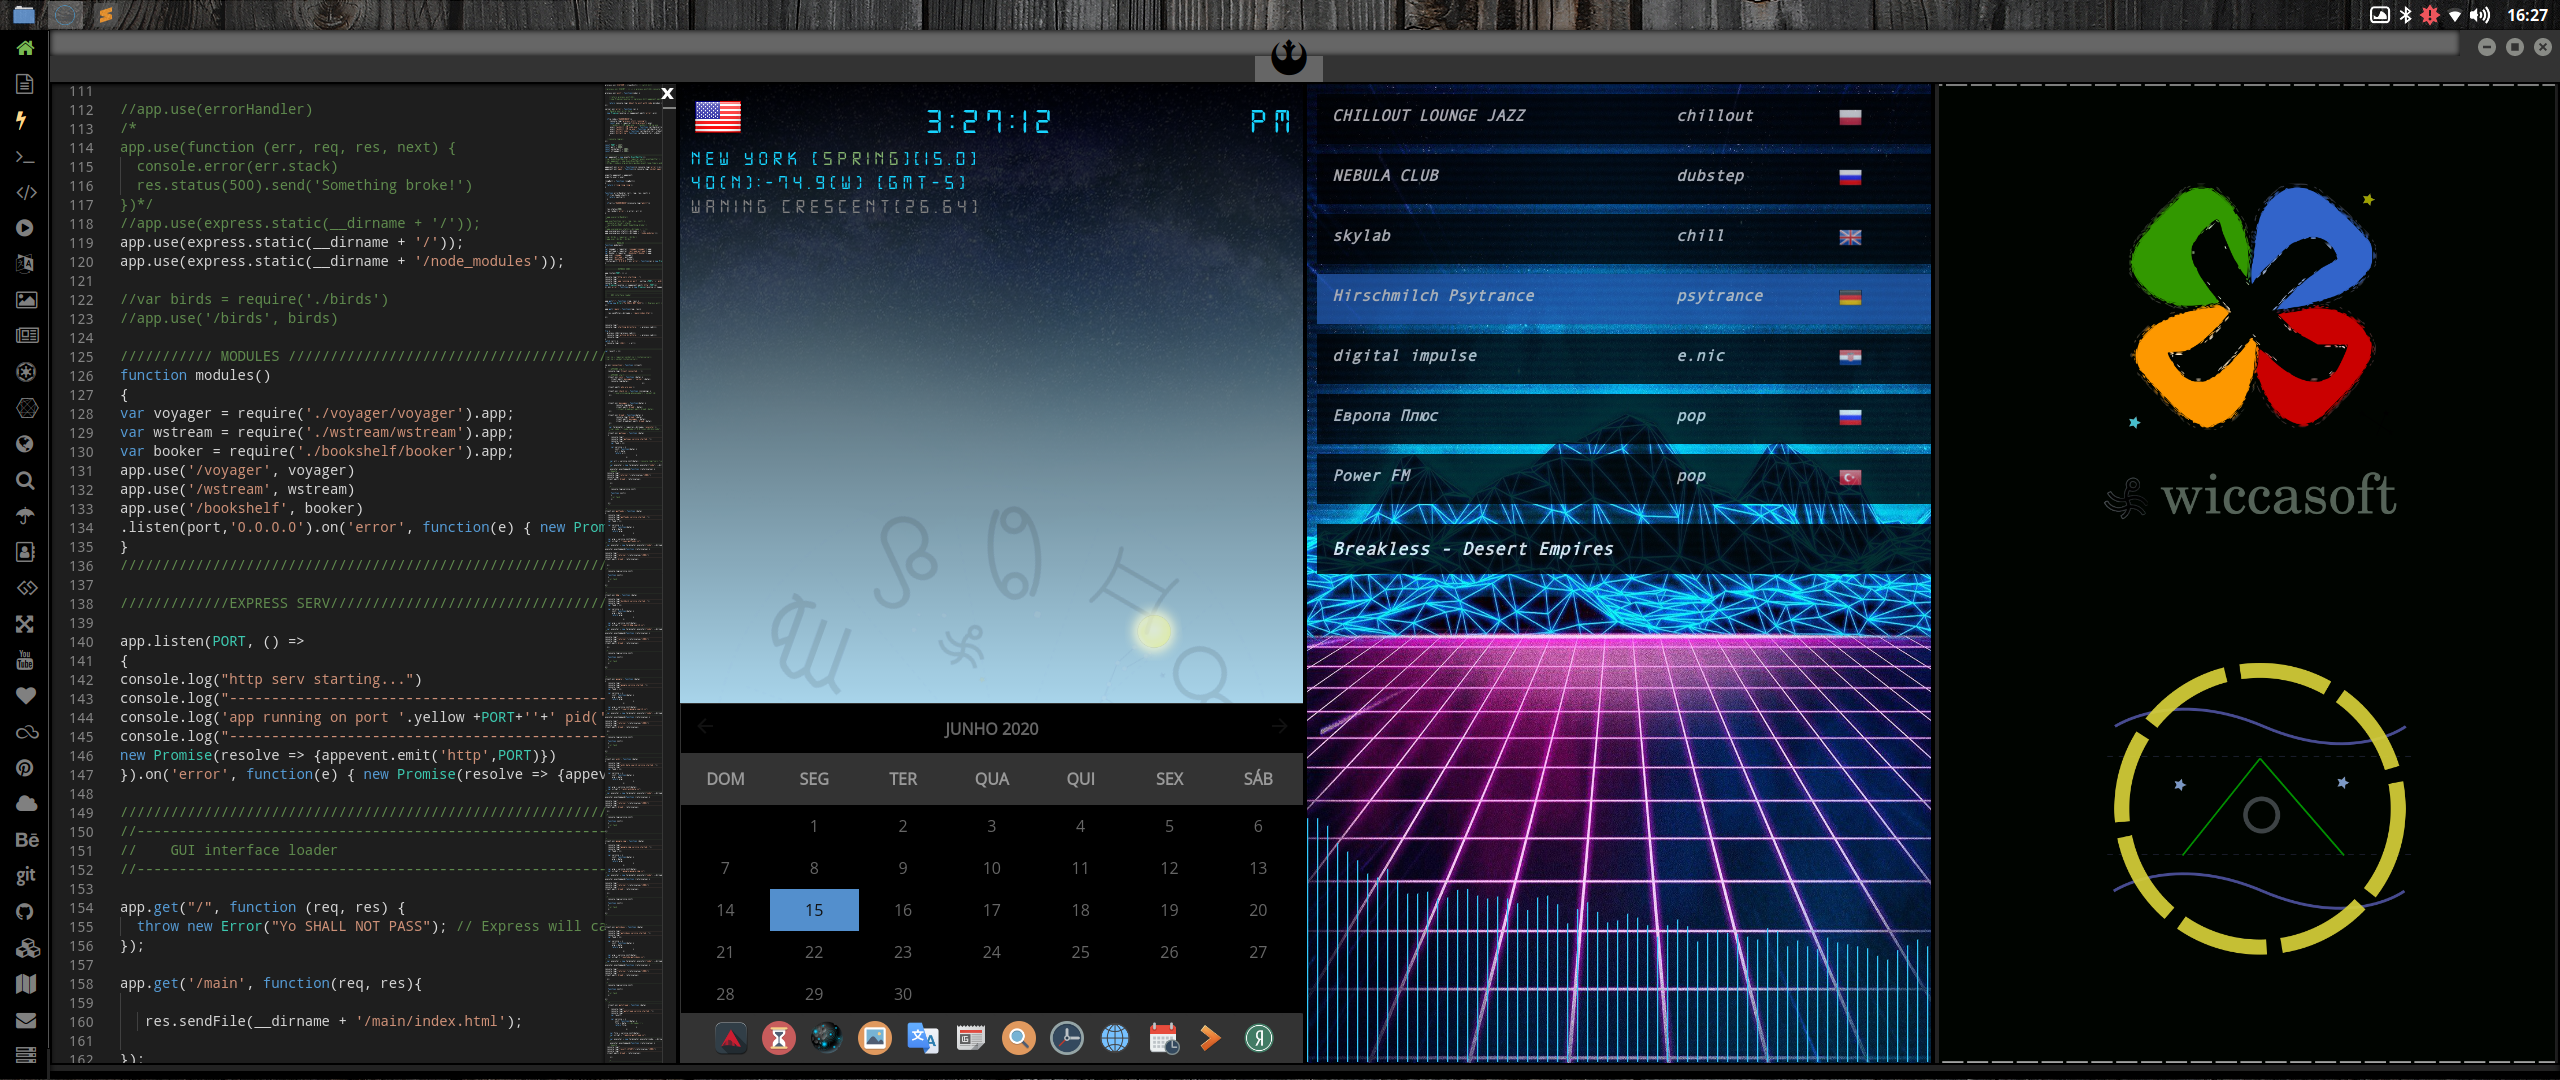 16:27
111
112 //app.use(errorHandler)
113 /*
114 app.use(function (err, req, res, next) {
115 console.error(err.stack)
116 res.status(500).send('Something broke!')
117 })*/
118 //app.use(express.static(__dirname + '/'));
119 app.use(express.static(__dirname + '/'));
120 app.use(express.static(__dirname + '/node_modules'));
121
122 //var birds = require('./birds')
123 //app.use('/birds', birds)
124
125 /////////// MODULES //////////////////////////////////////
126 function modules()
127 {
128 var voyager = require('./voyager/voyager').app;
129 var wstream = require('./wstream/wstream').app;
130 var booker = require('./bookshelf/booker').app;
131 app.use('/voyager', voyager)
132 app.use('/wstream', wstream)
133 app.use('/bookshelf', booker)
134 .listen(port,'0.0.0.0').on('error', function(e) { new Prom
135 }
136 //////////////////////////////////////////////////////////
137
138 /////////////EXPRESS SERV/////////////////////////////////
139
140 app.listen(PORT, () =>
141 {
142 console.log("http serv starting...")
143 console.log("---------------------------------------------
144 console.log('app running on port '.yellow +PORT+''+' pid('
145 console.log("---------------------------------------------
146 new Promise(resolve => {appevent.emit('http',PORT)})
147 }).on('error', function(e) { new Promise(resolve => {appev
148
149 //////////////////////////////////////////////////////////
150 //--------------------------------------------------------
151 // GUI interface loader
152 //--------------------------------------------------------
153
154 app.get("/", function (req, res) {
155 throw new Error("Yo SHALL NOT PASS"); // Express will ca
156 });
157
158 app.get('/main', function(req, res){
159
160 res.sendFile(__dirname + '/main/index.html');
161
162 });
You Tube
Bē
git
X
3:27:12 PM
NEW YORK [SPRING][15.0]
40(N):-74.9(W) [GMT-5]
WANING CRESCENT[26.64]
JUNHO 2020
DOM SEG TER QUA QUI SEX SÁB
1 2 3 4 5 6
7 8 9 10 11 12 13
14 15 16 17 18 19 20
21 22 23 24 25 26 27
28 29 30
CHILLOUT LOUNGE JAZZ chillout
NEBULA CLUB dubstep
skylab chill
Hirschmilch Psytrance psytrance
digital impulse e.nic
Европа Плюс pop
Power FM pop
Breakless - Desert Empires
wiccasoft